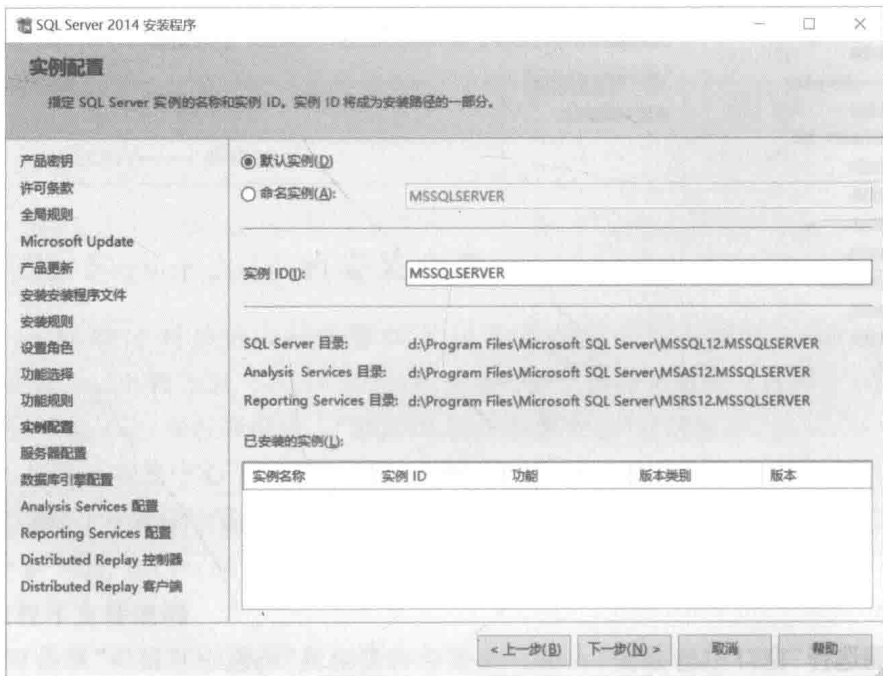 SQL Server 2014 安装程序
实例配置
指定 SQL Server 实例的名称和实例 ID。实例 ID 将成为安装路径的一部分。
产品密钥
许可条款
全局规则
Microsoft Update
产品更新
安装安装程序文件
安装规则
设置角色
功能选择
功能规则
实例配置
服务器配置
数据库引擎配置
Analysis Services 配置
Reporting Services 配置
Distributed Replay 控制器
Distributed Replay 客户端
默认实例(D)
命名实例(A): MSSQLSERVER
实例 ID(I): MSSQLSERVER
SQL Server 目录: d:\Program Files\Microsoft SQL Server\MSSQL12.MSSQLSERVER
Analysis Services 目录: d:\Program Files\Microsoft SQL Server\MSAS12.MSSQLSERVER
Reporting Services 目录: d:\Program Files\Microsoft SQL Server\MSRS12.MSSQLSERVER
已安装的实例(L):
实例名称 实例 ID 功能 版本类别 版本
< 上一步(B) 下一步(N) > 取消 帮助